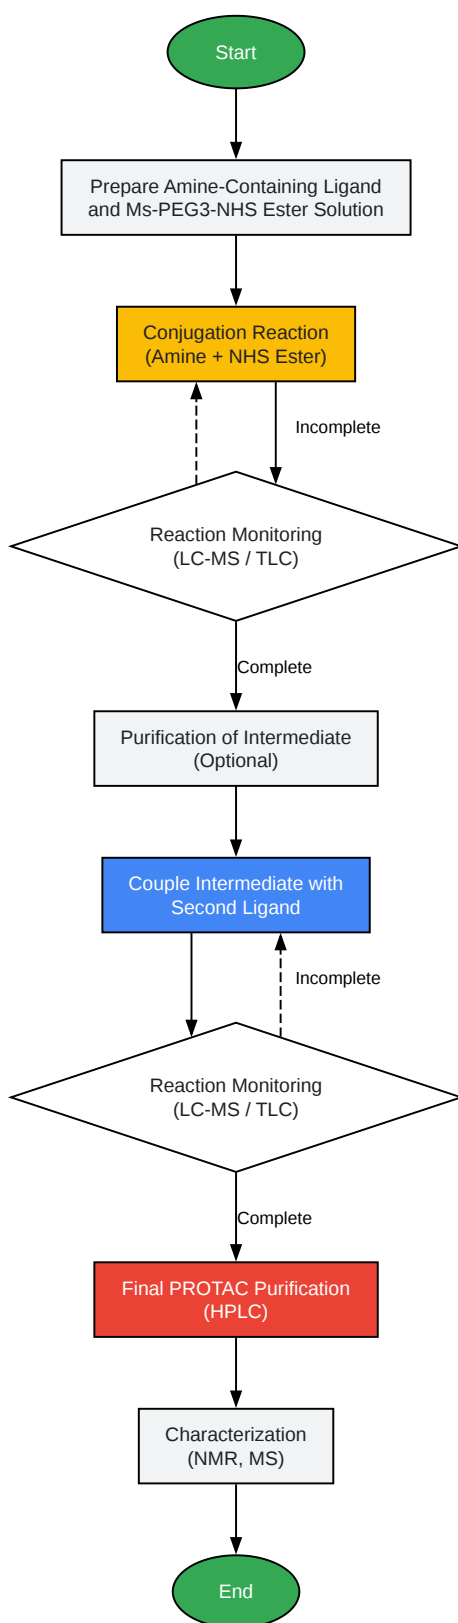 Start
Prepare Amine-Containing Ligand
and Ms-PEG3-NHS Ester Solution
Conjugation Reaction
(Amine + NHS Ester)
Incomplete
Reaction Monitoring
(LC-MS / TLC)
Complete
Purification of Intermediate
(Optional)
Couple Intermediate with
Second Ligand
Incomplete
Reaction Monitoring
(LC-MS / TLC)
Complete
Final PROTAC Purification
(HPLC)
Characterization
(NMR, MS)
End